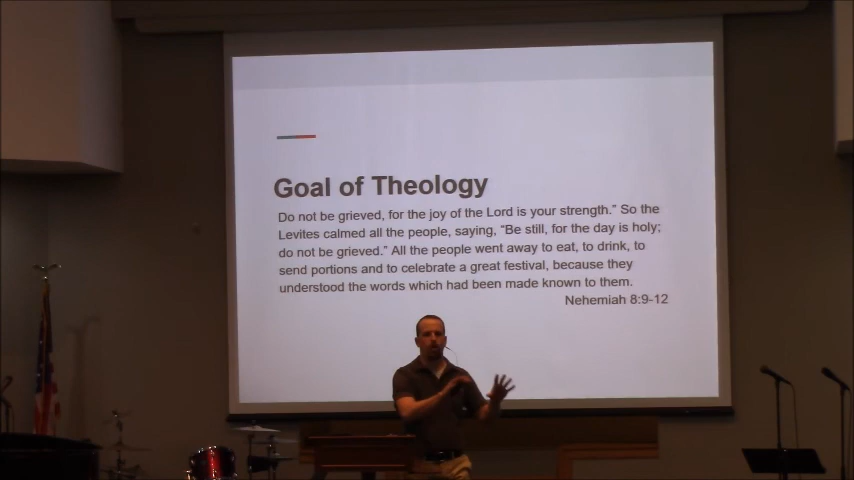 Goal of Theology
Do not be grieved, for the joy of the Lord is your strength.” So the
Levites calmed all the people, saying, “Be still, for the day is holy;
do not be grieved.” All the people went away to eat, to drink, to
send portions and to celebrate a great festival, because they
understood the words which had been made known to them.
Nehemiah 8:9-12